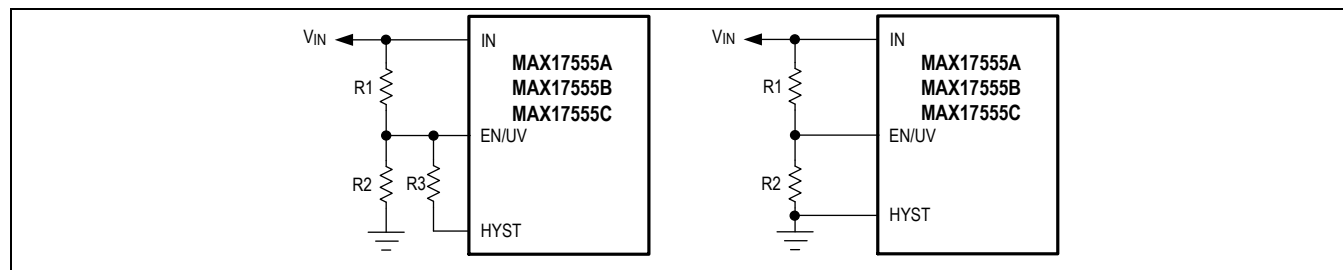 VIN
IN
MAX17555A
MAX17555B
MAX17555C
R1
EN/UV
R2
R3
HYST
VIN
IN
MAX17555A
MAX17555B
MAX17555C
R1
EN/UV
R2
HYST